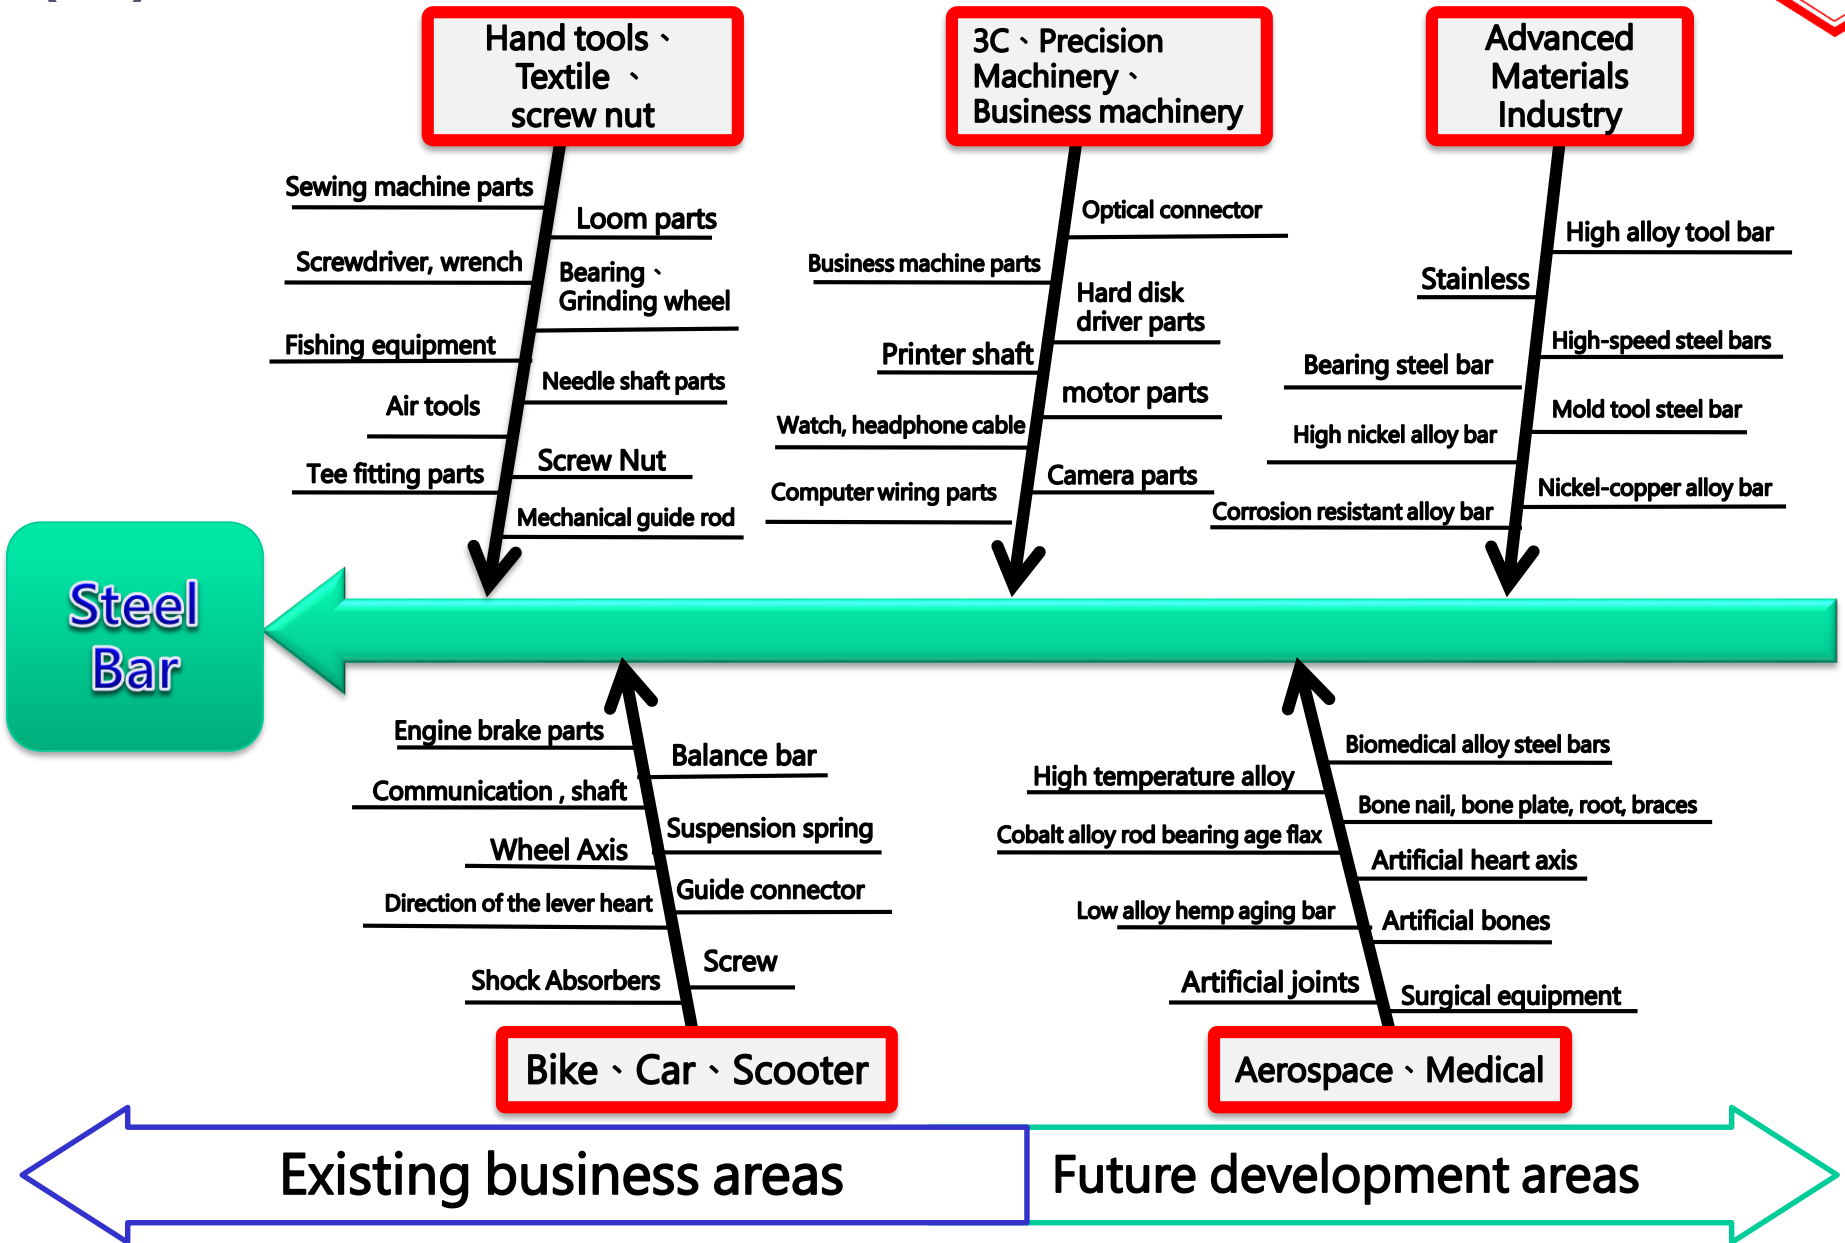 Hand tools、
Textile 、
screw nut
3C、Precision
Machinery、
Business machinery
Advanced
Materials
Industry
Sewing machine parts
Loom parts
Screwdriver, wrench
Bearing、
Grinding wheel
Fishing equipment
Needle shaft parts
Air tools
Screw Nut
Tee fitting parts
Mechanical guide rod
Optical connector
Business machine parts
Hard disk
driver parts
Printer shaft
motor parts
Watch, headphone cable
Camera parts
Computer wiring parts
High alloy tool bar
Stainless
High-speed steel bars
Bearing steel bar
Mold tool steel bar
High nickel alloy bar
Nickel-copper alloy bar
Corrosion resistant alloy bar
Steel
Bar
Engine brake parts
Balance bar
Communication , shaft
Suspension spring
Wheel Axis
Guide connector
Direction of the lever heart
Screw
Shock Absorbers
Biomedical alloy steel bars
High temperature alloy
Bone nail, bone plate, root, braces
Cobalt alloy rod bearing age flax
Artificial heart axis
Low alloy hemp aging bar
Artificial bones
Artificial joints
Surgical equipment
Bike、Car、Scooter
Aerospace、Medical
Existing business areas
Future development areas